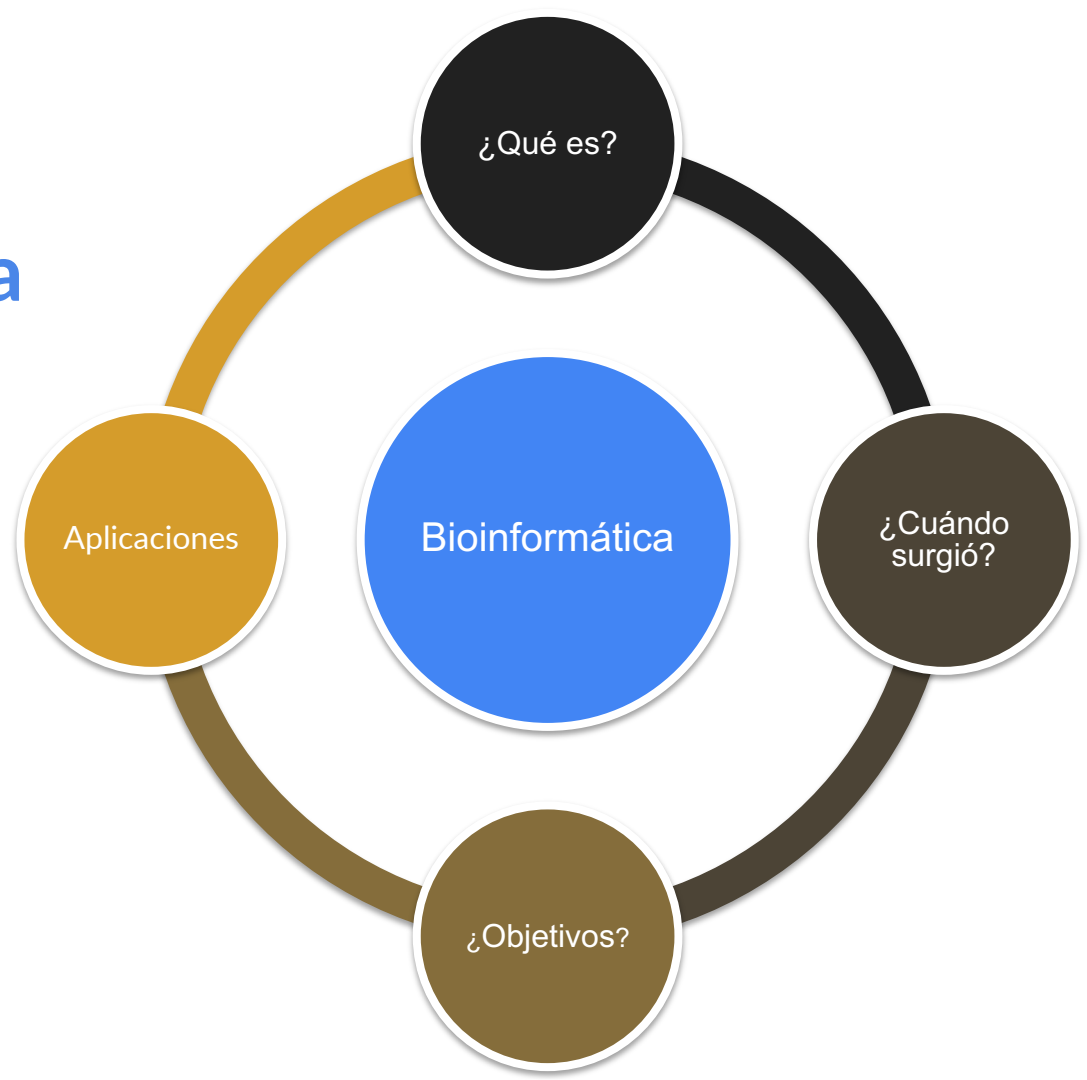 ¿Qué es?
a
Aplicaciones
Bioinformática
¿Cuándo
surgió?
¿Objetivos?